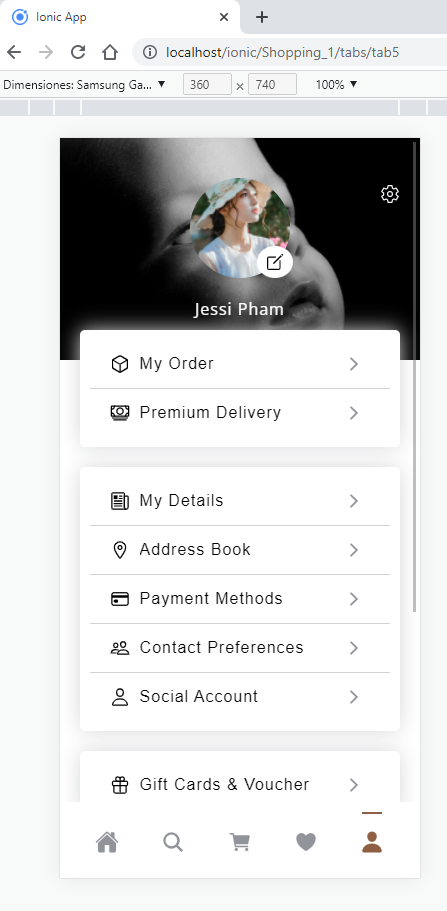 Ionic App
localhost/ionic/Shopping_1/tabs/tab5
Dimensiones: Samsung Ga... 360 × 740 100%
Jessi Pham
My Order
Premium Delivery
My Details
Address Book
Payment Methods
Contact Preferences
Social Account
Gift Cards & Voucher